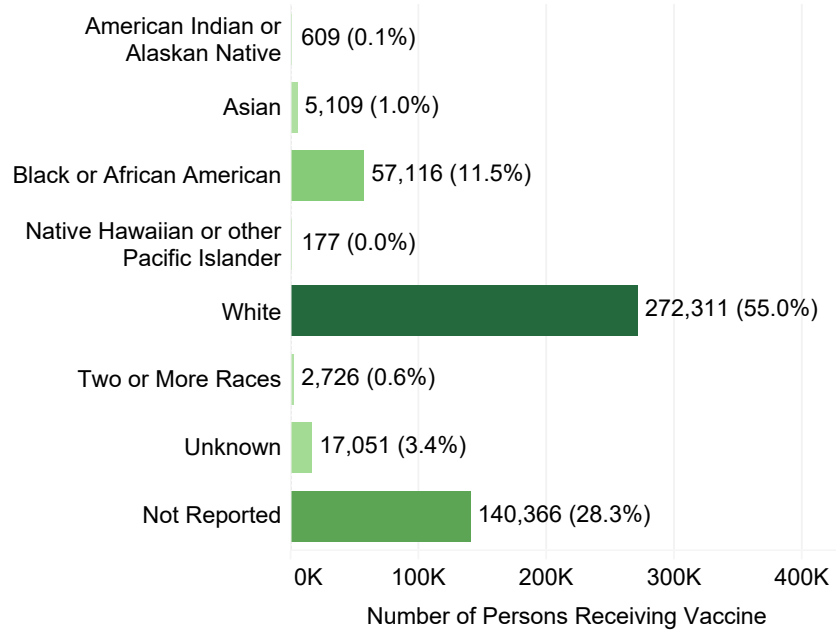 American Indian or
Alaskan Native
609 (0.1%)
Asian
5,109 (1.0%)
Black or African American
57,116 (11.5%)
Native Hawaiian or other
Pacific Islander
177 (0.0%)
White
272,311 (55.0%)
Two or More Races
2,726 (0.6%)
Unknown
17,051 (3.4%)
Not Reported
140,366 (28.3%)
0K 100K 200K 300K 400K
Number of Persons Receiving Vaccine